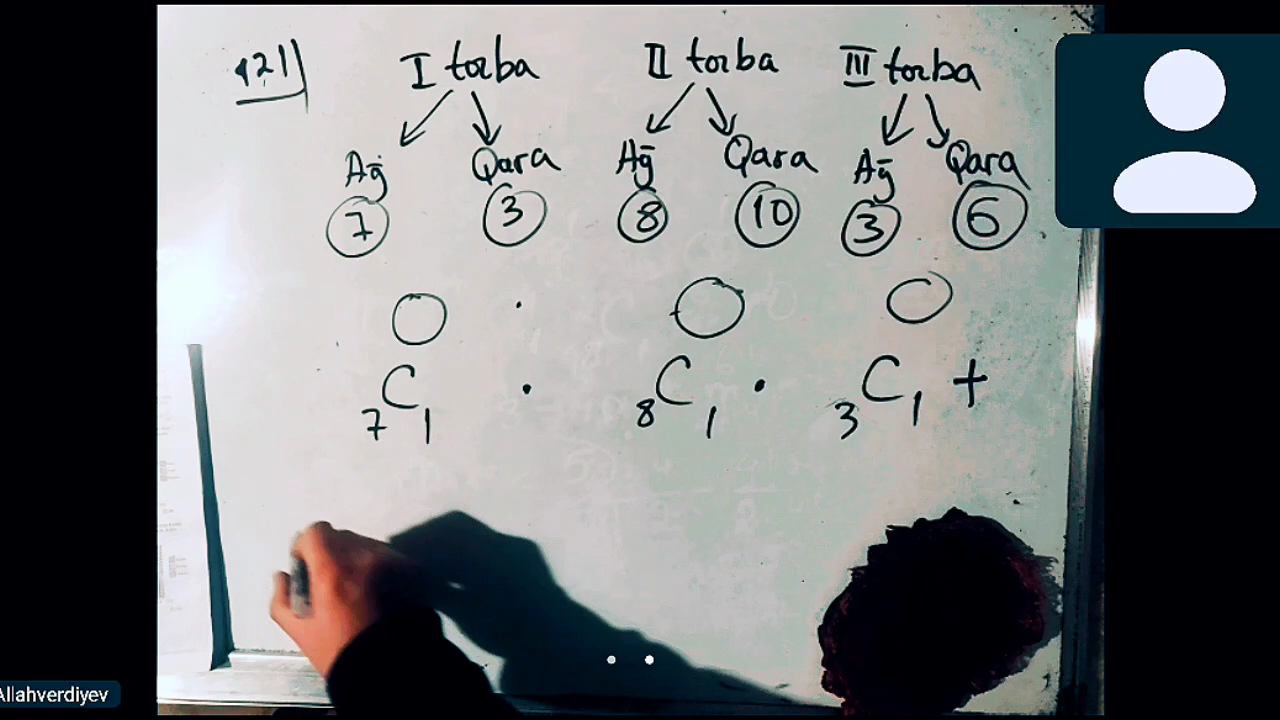 I torba II torba III torba
Ağ Qara Ağ Qara Ağ Qara
7 3 8 10 3 6
7C1 · 8C1 · 3C1 +
Allahverdiyev